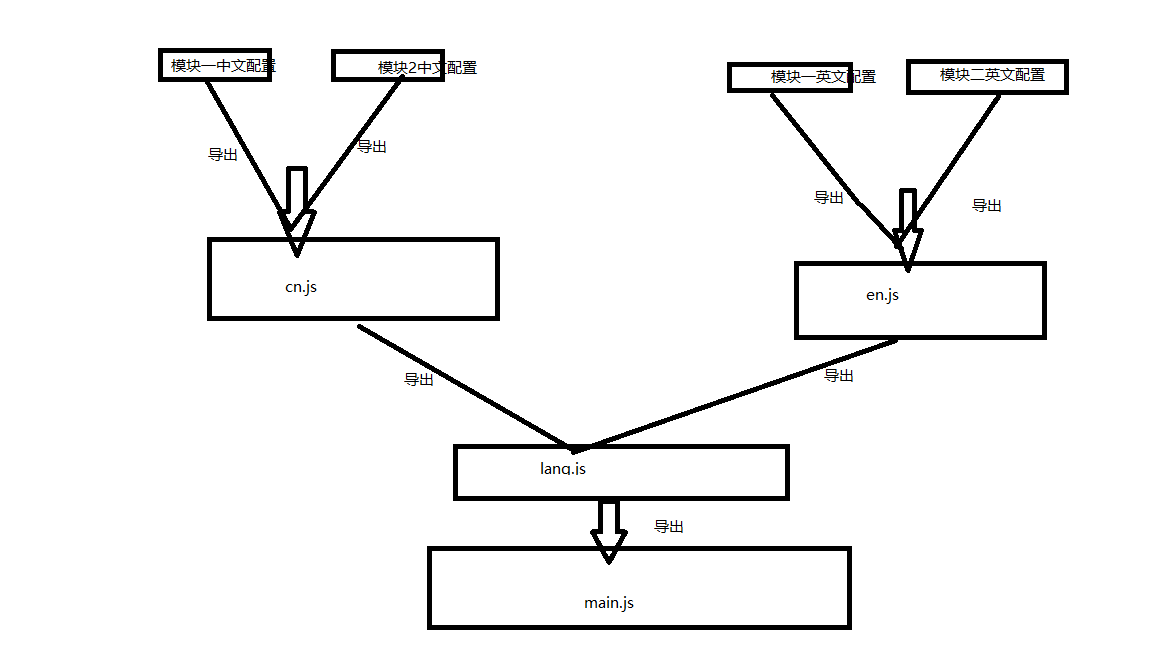 模块一中文配置
模块2中文配置
模块一英文配置
模块二英文配置
导出
导出
导出
导出
cn.js
en.js
导出
导出
lang.js
导出
main.js